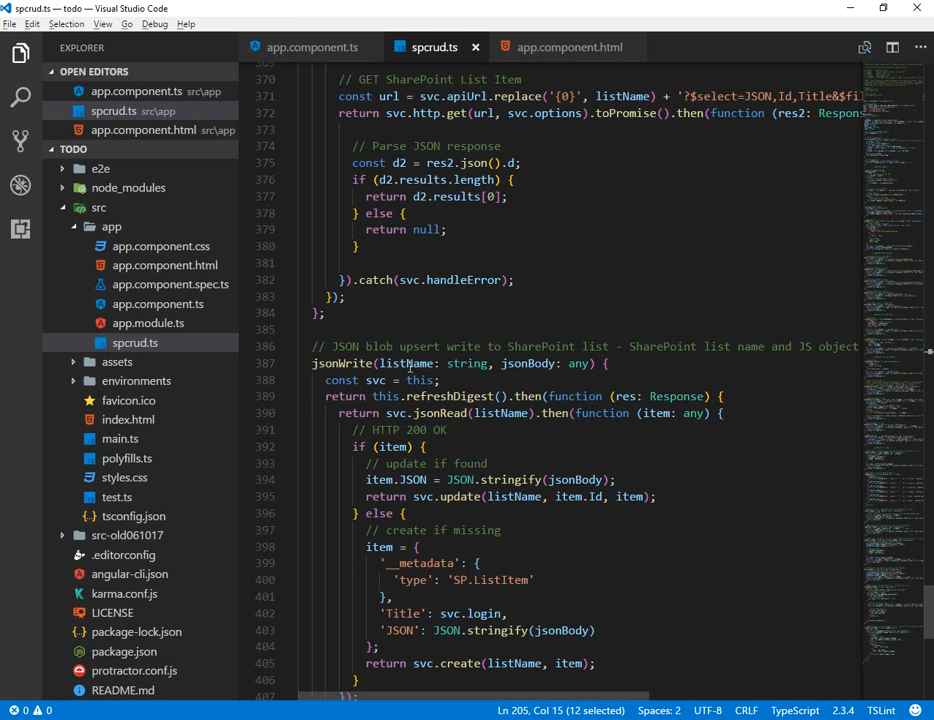 spcrud.ts - todo - Visual Studio Code
File Edit Selection View Go Debug Help
EXPLORER
OPEN EDITORS
app.component.ts src\app
spcrud.ts src\app
app.component.html src\app
TODO
e2e
node_modules
src
app
app.component.css
app.component.html
app.component.spec.ts
app.component.ts
app.module.ts
spcrud.ts
assets
environments
favicon.ico
index.html
main.ts
polyfills.ts
styles.css
test.ts
tsconfig.json
src-old061017
.editorconfig
angular-cli.json
karma.conf.js
LICENSE
package-lock.json
package.json
protractor.conf.js
README.md
app.component.ts spcrud.ts app.component.html
370 // GET SharePoint List Item
371 const url = svc.apiUrl.replace('{0}', listName) + '?$select=JSON,Id,Title&$fil
372 return svc.http.get(url, svc.options).toPromise().then(function (res2: Respons
373
374 // Parse JSON response
375 const d2 = res2.json().d;
376 if (d2.results.length) {
377 return d2.results[0];
378 } else {
379 return null;
380 }
381
382 }).catch(svc.handleError);
383 });
384 };
385
386 // JSON blob upsert write to SharePoint list - SharePoint list name and JS object
387 jsonWrite(listName: string, jsonBody: any) {
388 const svc = this;
389 return this.refreshDigest().then(function (res: Response) {
390 return svc.jsonRead(listName).then(function (item: any) {
391 // HTTP 200 OK
392 if (item) {
393 // update if found
394 item.JSON = JSON.stringify(jsonBody);
395 return svc.update(listName, item.Id, item);
396 } else {
397 // create if missing
398 item = {
399 '__metadata': {
400 'type': 'SP.ListItem'
401 },
402 'Title': svc.login,
403 'JSON': JSON.stringify(jsonBody)
404 };
405 return svc.create(listName, item);
406 }
407 });
0 0 Ln 205, Col 15 (12 selected) Spaces: 2 UTF-8 CRLF TypeScript 2.3.4 TSLint